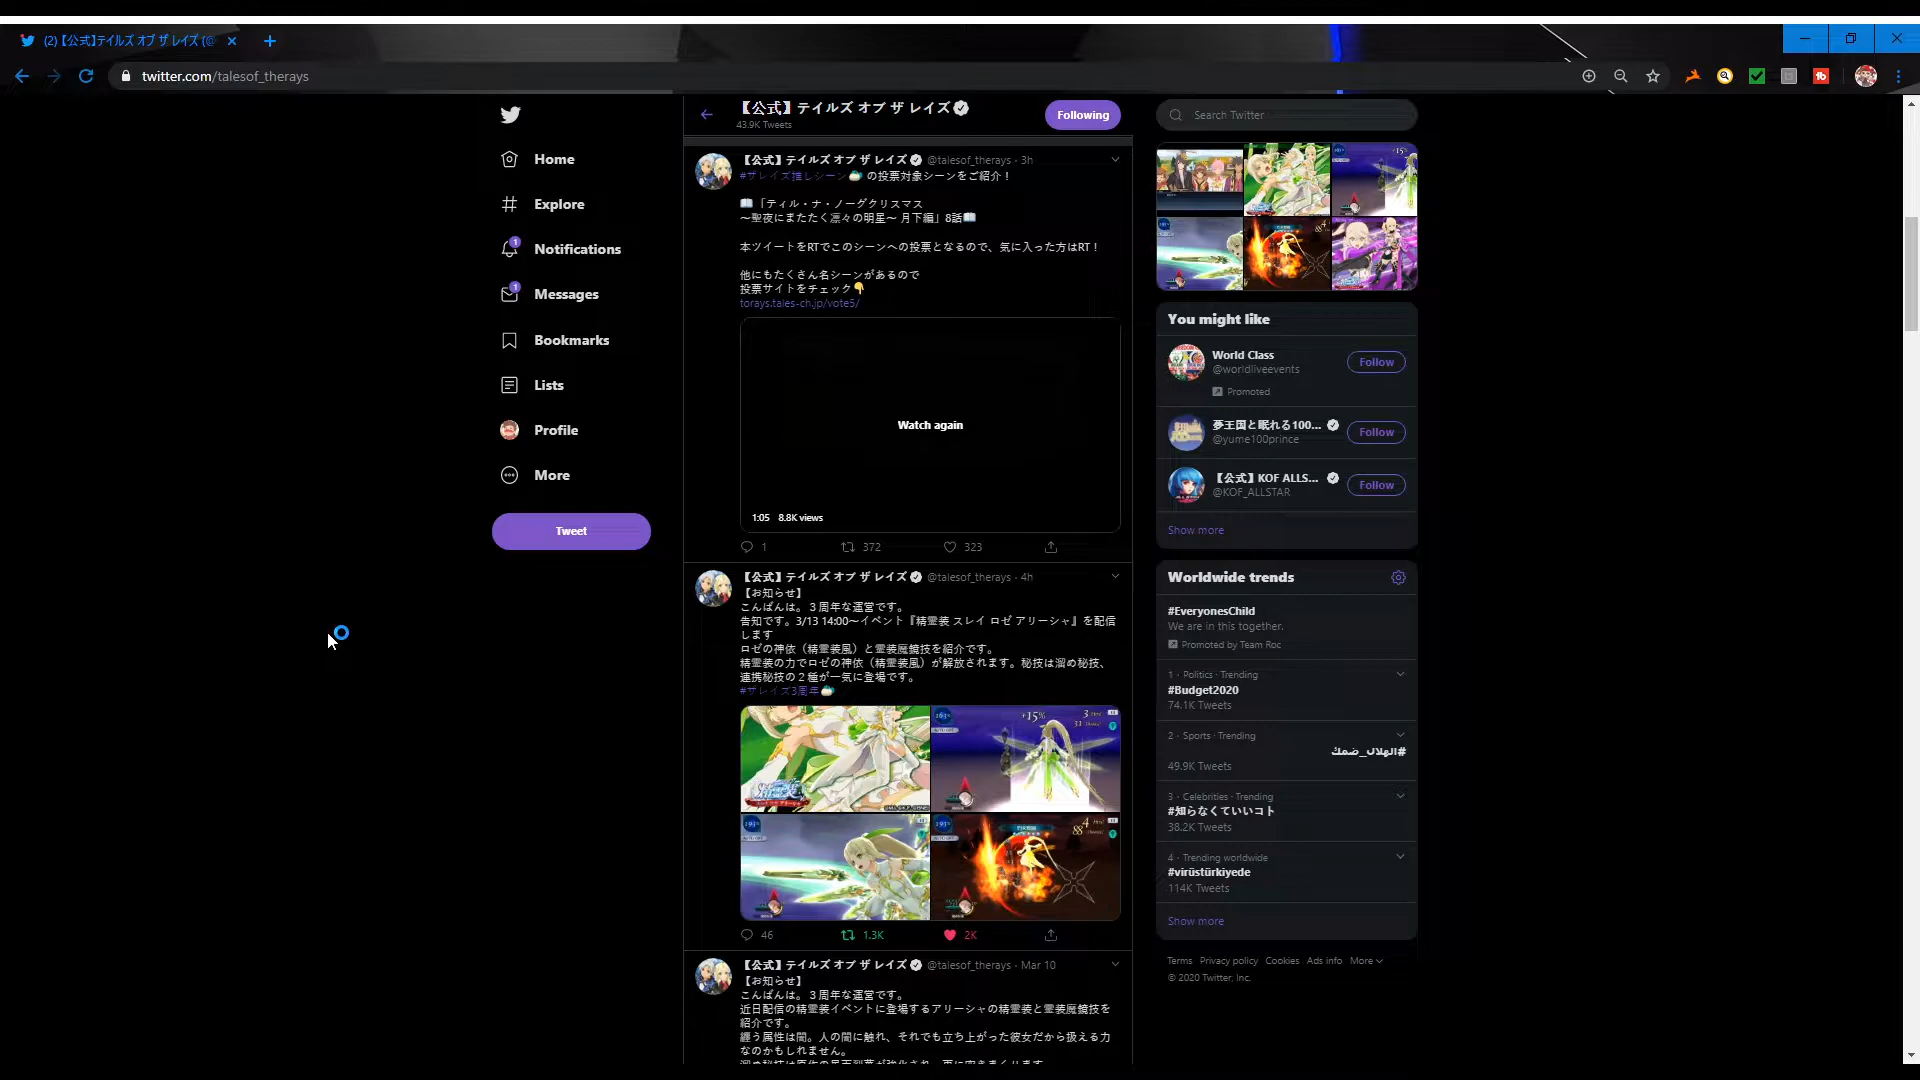 (2)【公式】テイルズ オブ ザ レイズ (@
twitter.com/talesof_therays
Home
Explore
1
Notifications
1
Messages
Bookmarks
Lists
Profile
More
Tweet
【公式】テイルズ オブ ザ レイズ
43.9K Tweets
Following
【公式】テイルズ オブ ザ レイズ @talesof_therays · 3h
#ザレイズ推しシーン の投票対象シーンをご紹介！
📖「ティル・ナ・ノーグクリスマス
～聖夜にまたたく凛々の明星～ 月下編」8話📖
本ツイートをRTでこのシーンへの投票となるので、気に入った方はRT！
他にもたくさん名シーンがあるので
投票サイトをチェック👇
torays.tales-ch.jp/vote5/
Watch again
1:05 8.8K views
1 372 323
【公式】テイルズ オブ ザ レイズ @talesof_therays · 4h
【お知らせ】
こんばんは。３周年な運営です。
告知です。3/13 14:00～イベント『精霊装 スレイ ロゼ アリーシャ』を配信
します
ロゼの神依（精霊装風）と霊装魔鏡技を紹介です。
精霊装の力でロゼの神依（精霊装風）が解放されます。秘技は溜め秘技、
連携秘技の２種が一気に登場です。
#ザレイズ3周年
+15%
46 1.3K 2K
【公式】テイルズ オブ ザ レイズ @talesof_therays · Mar 10
【お知らせ】
こんばんは。３周年な運営です。
近日配信の精霊装イベントに登場するアリーシャの精霊装と霊装魔鏡技を
紹介です。
纏う属性は闇。人の闇に触れ、それでも立ち上がった彼女だから扱える力
なのかもしれません。
Search Twitter
You might like
World Class
@worldliveevents
Promoted
Follow
夢王国と眠れる100...
@yume100prince
Follow
【公式】KOF ALLS...
@KOF_ALLSTAR
Follow
Show more
Worldwide trends
#EveryonesChild
We are in this together.
Promoted by Team Roc
1 · Politics · Trending
#Budget2020
74.1K Tweets
2 · Sports · Trending
#الهلال_ضمك
49.9K Tweets
3 · Celebrities · Trending
#知らなくていいコト
38.2K Tweets
4 · Trending worldwide
#virüstürkiyede
114K Tweets
Show more
Terms Privacy policy Cookies Ads info More
© 2020 Twitter, Inc.